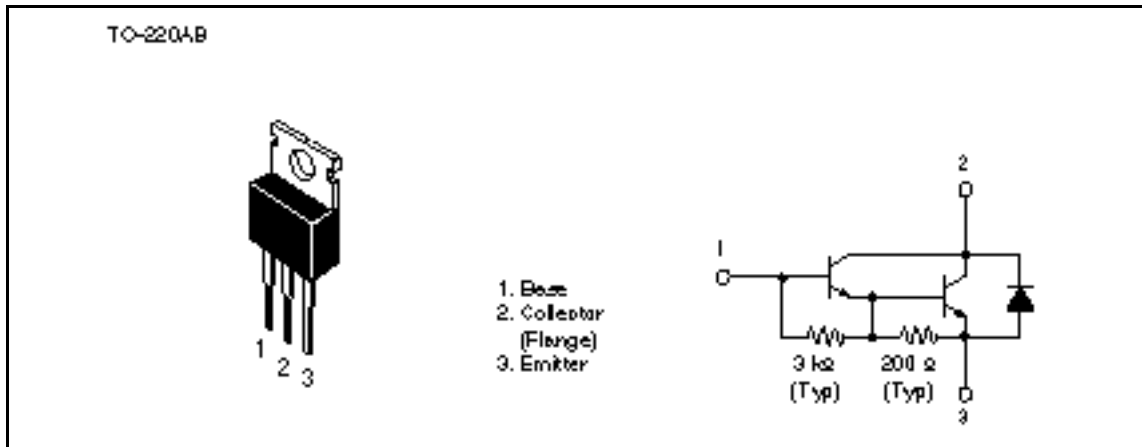 TO-220AB
1
2
3
1. Base
2. Collector
(Flange)
3. Emitter
2
1
3 kΩ
(Typ)
200 Ω
(Typ)
3